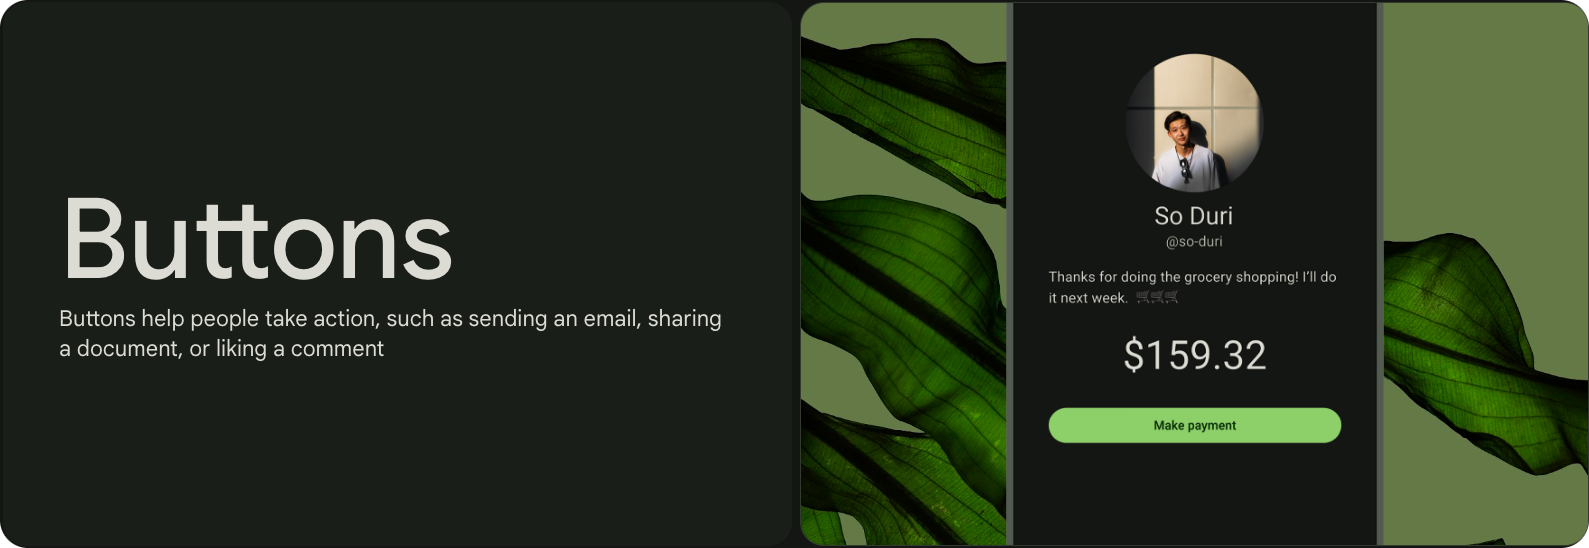 Buttons
Buttons help people take action, such as sending an email, sharing
a document, or liking a comment
So Duri
@so-duri
Thanks for doing the grocery shopping! I’ll do
it next week. 🛒🛒🛒
$159.32
Make payment